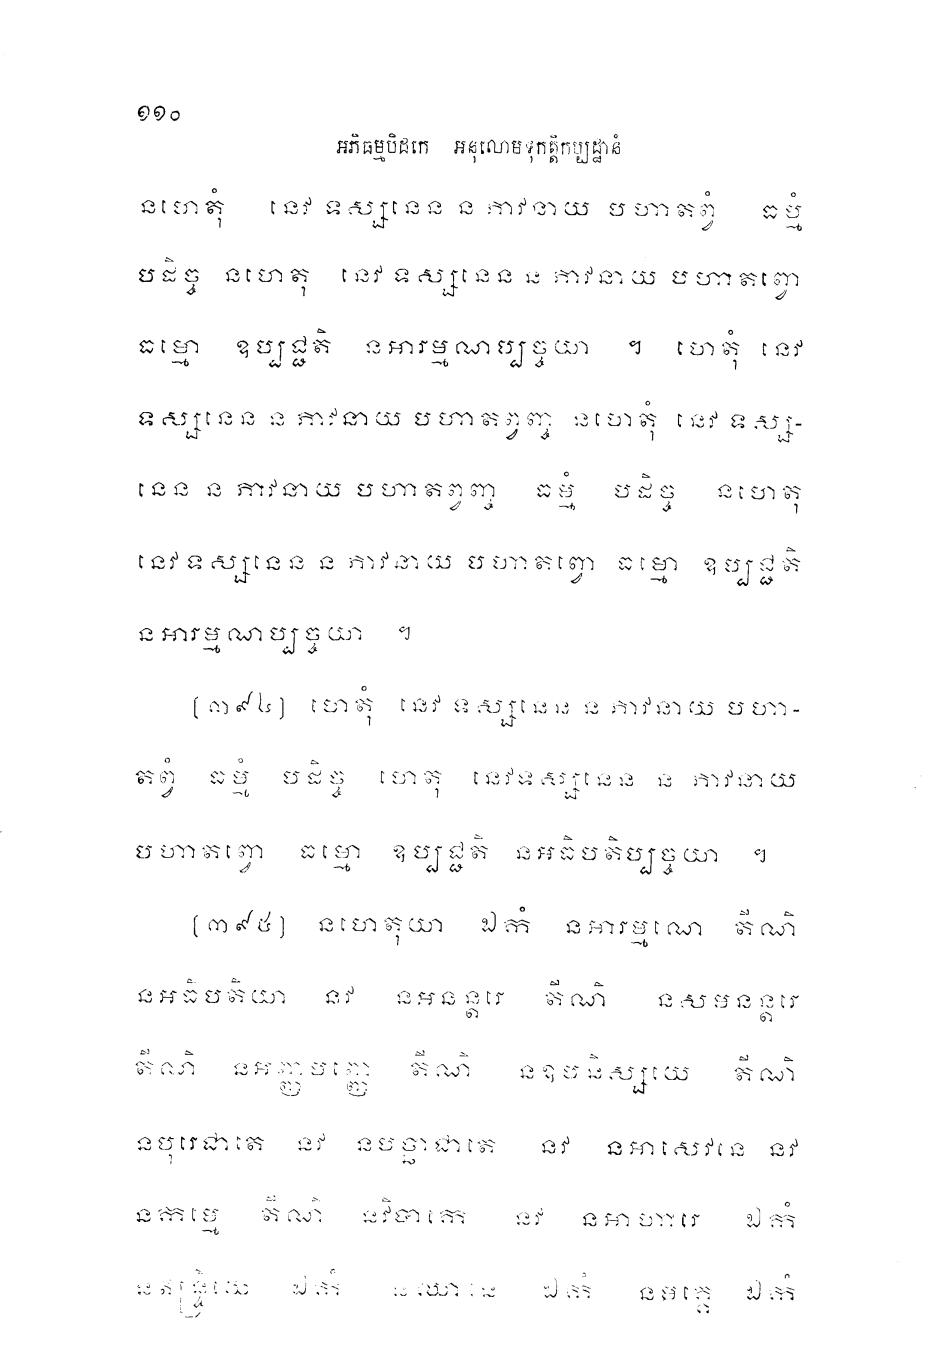 ១១០
អភិធម្មបិដកេ អនុលោមទុកត្តិកប្បដ្ឋានំ
នហេតុំ នេវ ទស្សនេន ន ភាវនាយ បហាតព្វំ ធម្មំ
បដិច្ច នហេតុ នេវ ទស្សនេន ន ភាវនាយ បហាតព្វោ
ធម្មោ ឧប្បជ្ជតិ នអារម្មណប្បច្ចយា ។ ហេតុំ នេវ
ទស្សនេន ន ភាវនាយ បហាតព្វញ្ច នហេតុំ នេវ ទស្ស-
នេន ន ភាវនាយ បហាតព្វញ្ច ធម្មំ បដិច្ច នហេតុ
នេវទស្សនេន ន ភាវនាយ បហាតព្វោ ធម្មោ ឧប្បជ្ជតិ
នអារម្មណប្បច្ចយា ។
[៣៩៤] ហេតុំ នេវ ទស្សនេន ន ភាវនាយ បហា-
តព្វំ ធម្មំ បដិច្ច ហេតុ នេវទស្សនេន ន ភាវនាយ
បហាតព្វោ ធម្មោ ឧប្បជ្ជតិ នអធិបតិប្បច្ចយា ។
[៣៩៥] នហេតុយា ឯកំ នអារម្មណេ តីណិ
នអធិបតិយា នវ នអនន្តរេ តីណិ នសមនន្តរេ
តីណិ នអញ្ញមញ្ញេ តីណិ នឧបនិស្សយេ តីណិ
នបុរេជាតេ នវ នបច្ឆាជាតេ នវ នអាសេវនេ នវ
នកម្មេ តីណិ នវិបាកេ នវ នអាហារេ ឯកំ
នឥន្ទ្រិយេ ឯកំ នឈានេ ឯកំ នមគ្គេ ឯកំ